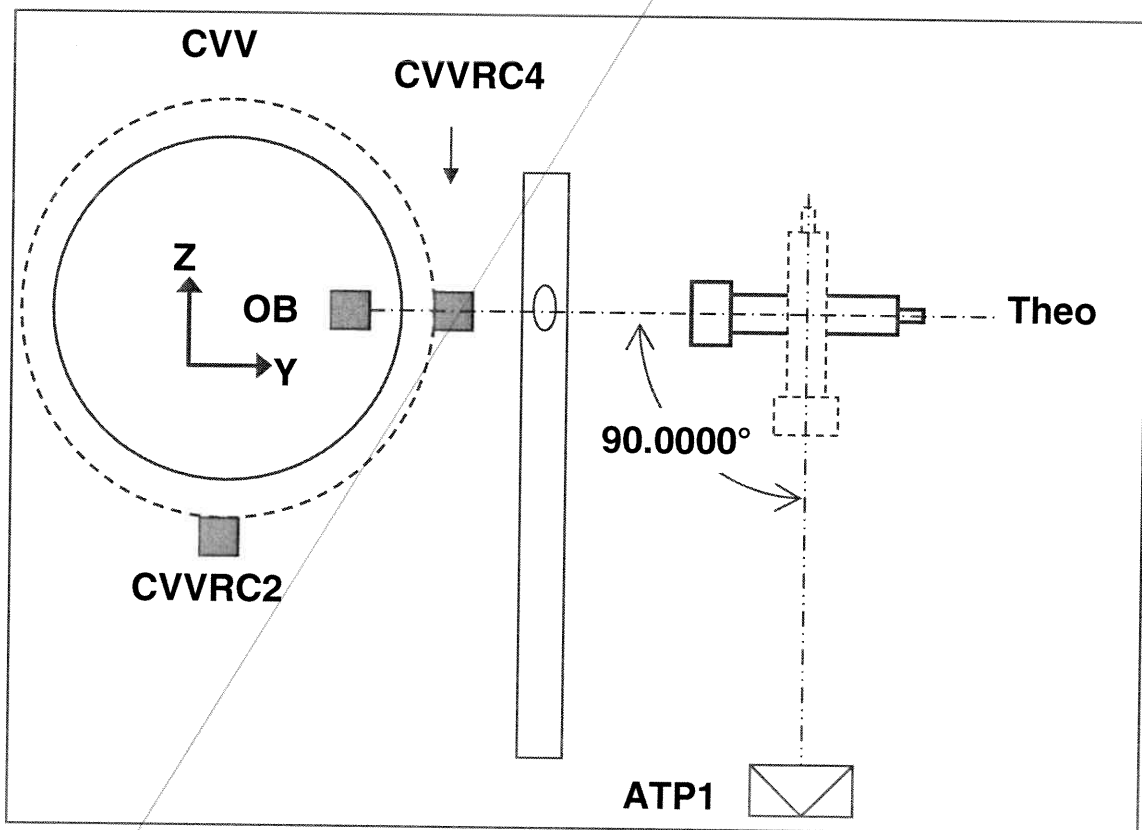 CVV
CVVRC4
Z
OB
Y
Theo
90.0000°
CVVRC2
ATP1